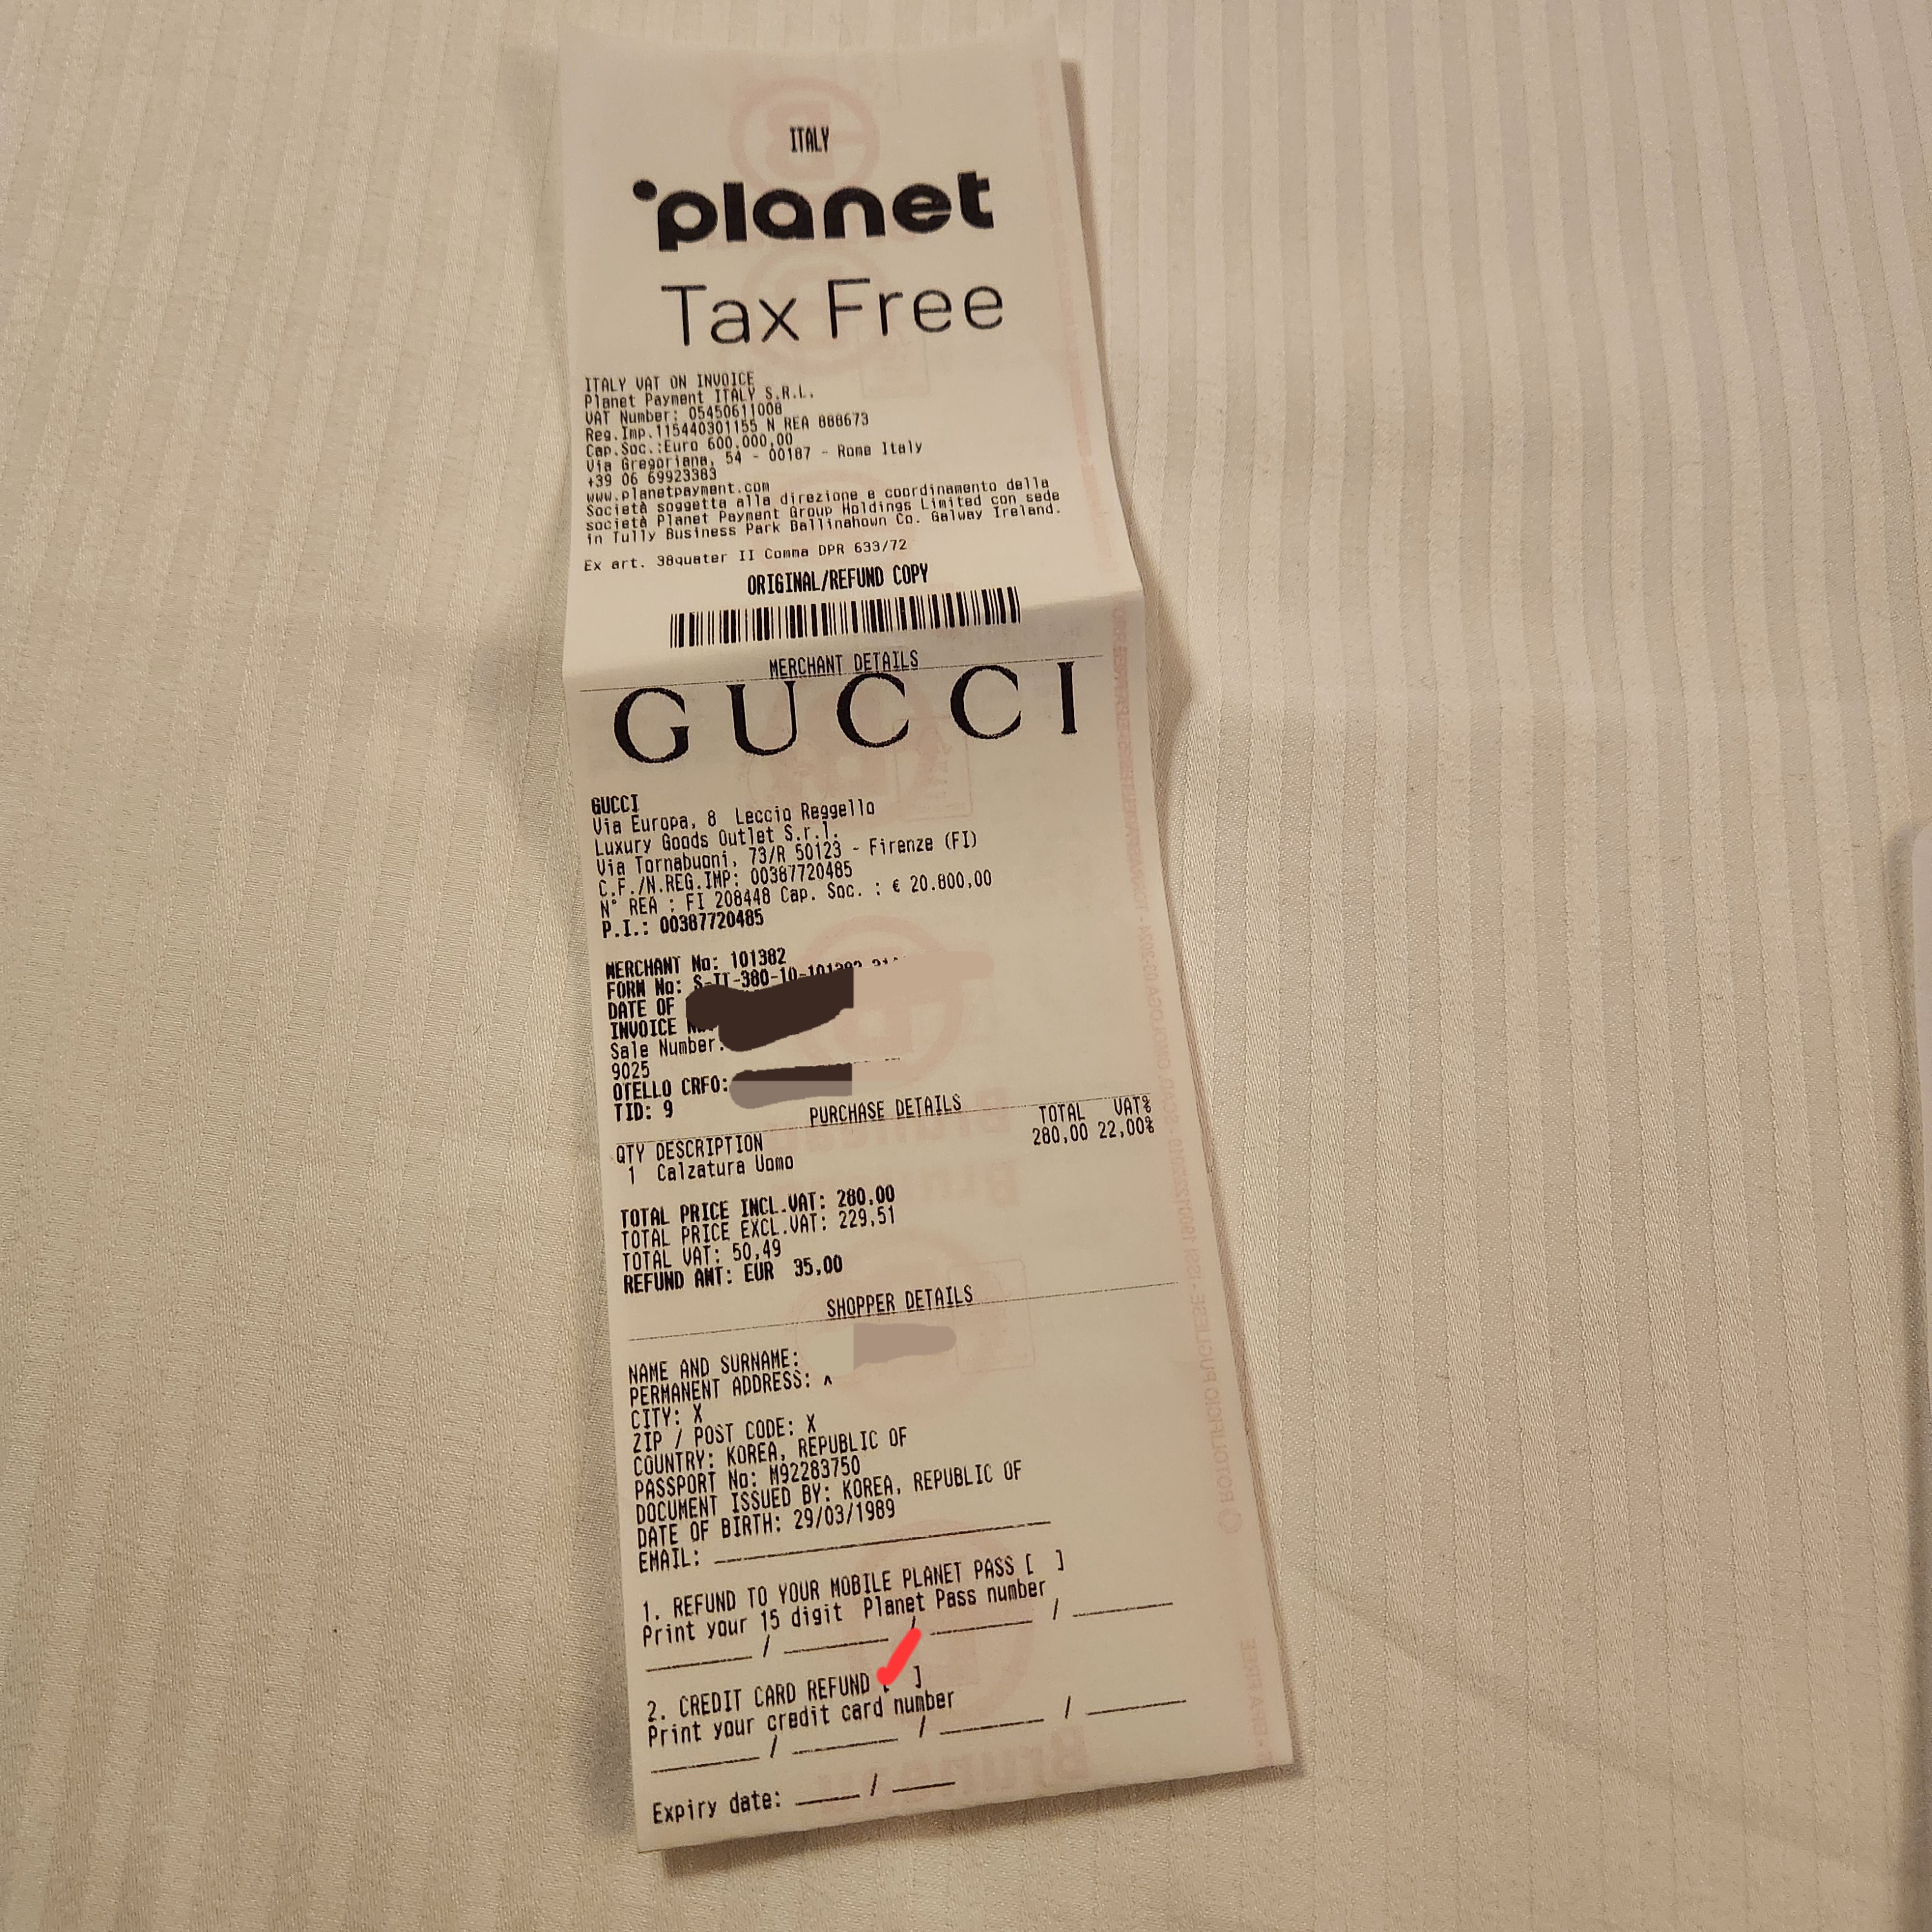 ITALY
planet
Tax Free
ITALY VAT ON INVOICE
Planet Payment ITALY S.R.L.
VAT Number: 05450611008
Reg.Imp.115440301155 N REA 888673
Cap.Soc.:Euro 600.000,00
Via Gregoriana, 54 - 00187 - Rome Italy
+39 06 69923383
www.planetpayment.com
Società soggetta alla direzione e coordinamento della
società Planet Payment Group Holdings Limited con sede
in Tully Business Park Ballinahown Co. Galway Ireland.
Ex art. 38quater II Comma DPR 633/72
ORIGINAL/REFUND COPY
MERCHANT DETAILS
GUCCI
GUCCI
Via Europa, 8 Leccio Reggello
Luxury Goods Outlet S.r.l.
Via Tornabuoni, 73/R 50123 - Firenze (FI)
C.F./N.REG.IMP: 00387720485
N° REA : FI 208448 Cap. Soc. : € 20.800,00
P.I.: 00387720485
MERCHANT No: 101382
FORM No: S-IT-380-10-101382
DATE OF
INVOICE
Sale Number:
9025
OTELLO CRFO:
TID: 9
PURCHASE DETAILS
QTY DESCRIPTION TOTAL VAT%
1 Calzatura Uomo 280,00 22,00%
TOTAL PRICE INCL.VAT: 280,00
TOTAL PRICE EXCL.VAT: 229,51
TOTAL VAT: 50,49
REFUND AMT: EUR 35,00
SHOPPER DETAILS
NAME AND SURNAME:
PERMANENT ADDRESS:
CITY: X
ZIP / POST CODE: X
COUNTRY: KOREA, REPUBLIC OF
PASSPORT No: M92283750
DOCUMENT ISSUED BY: KOREA, REPUBLIC OF
DATE OF BIRTH: 29/03/1989
EMAIL:
1. REFUND TO YOUR MOBILE PLANET PASS [ ]
Print your 15 digit Planet Pass number
/ / /
2. CREDIT CARD REFUND [ ]
Print your credit card number
/ / /
Expiry date: /